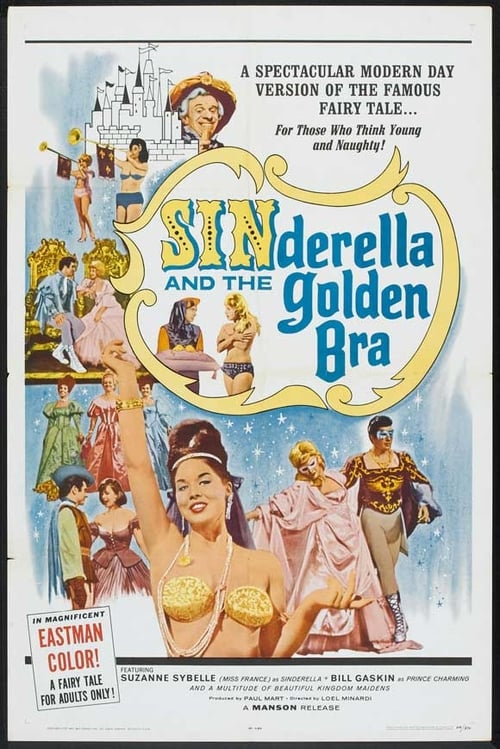 A SPECTACULAR MODERN DAY
VERSION OF THE FAMOUS
FAIRY TALE...
For Those Who Think Young
and Naughty!
SINderella
AND THE golden
Bra
IN MAGNIFICENT
EASTMAN
COLOR!
A FAIRY TALE
FOR ADULTS ONLY!
FEATURING
SUZANNE SYBELLE (MISS FRANCE) as SINDERELLA • BILL GASKIN as PRINCE CHARMING
AND A MULTITUDE OF BEAUTIFUL KINGDOM MAIDENS
Produced by PAUL MART • Directed by LOEL MINARDI
A MANSON RELEASE